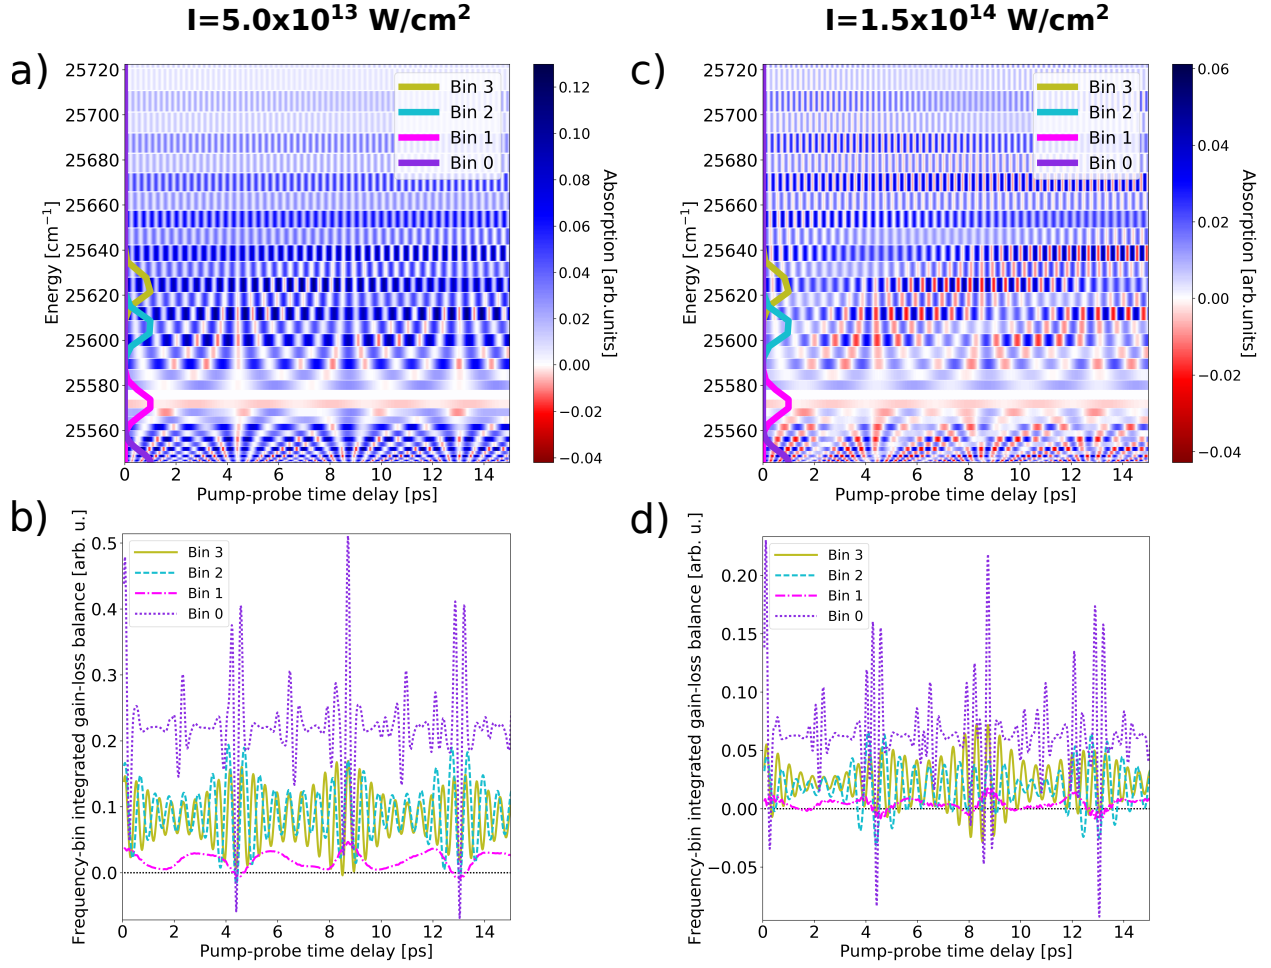 I=5.0x10¹³ W/cm²
I=1.5x10¹⁴ W/cm²
a)
25720
25700
25680
25660
25640
25620
25600
25580
25560
Energy [cm⁻¹]
Bin 3
Bin 2
Bin 1
Bin 0
0 2 4 6 8 10 12 14
Pump-probe time delay [ps]
0.12
0.10
0.08
0.06
0.04
0.02
0.00
−0.02
−0.04
Absorption [arb.units]
c)
25720
25700
25680
25660
25640
25620
25600
25580
25560
Energy [cm⁻¹]
Bin 3
Bin 2
Bin 1
Bin 0
0 2 4 6 8 10 12 14
Pump-probe time delay [ps]
0.06
0.04
0.02
0.00
−0.02
−0.04
Absorption [arb.units]
b)
Frequency-bin integrated gain-loss balance [arb. u.]
0.5
0.4
0.3
0.2
0.1
0.0
Bin 3
Bin 2
Bin 1
Bin 0
0 2 4 6 8 10 12 14
Pump-probe time delay [ps]
d)
Frequency-bin integrated gain-loss balance [arb. u.]
0.20
0.15
0.10
0.05
0.00
−0.05
Bin 3
Bin 2
Bin 1
Bin 0
0 2 4 6 8 10 12 14
Pump-probe time delay [ps]